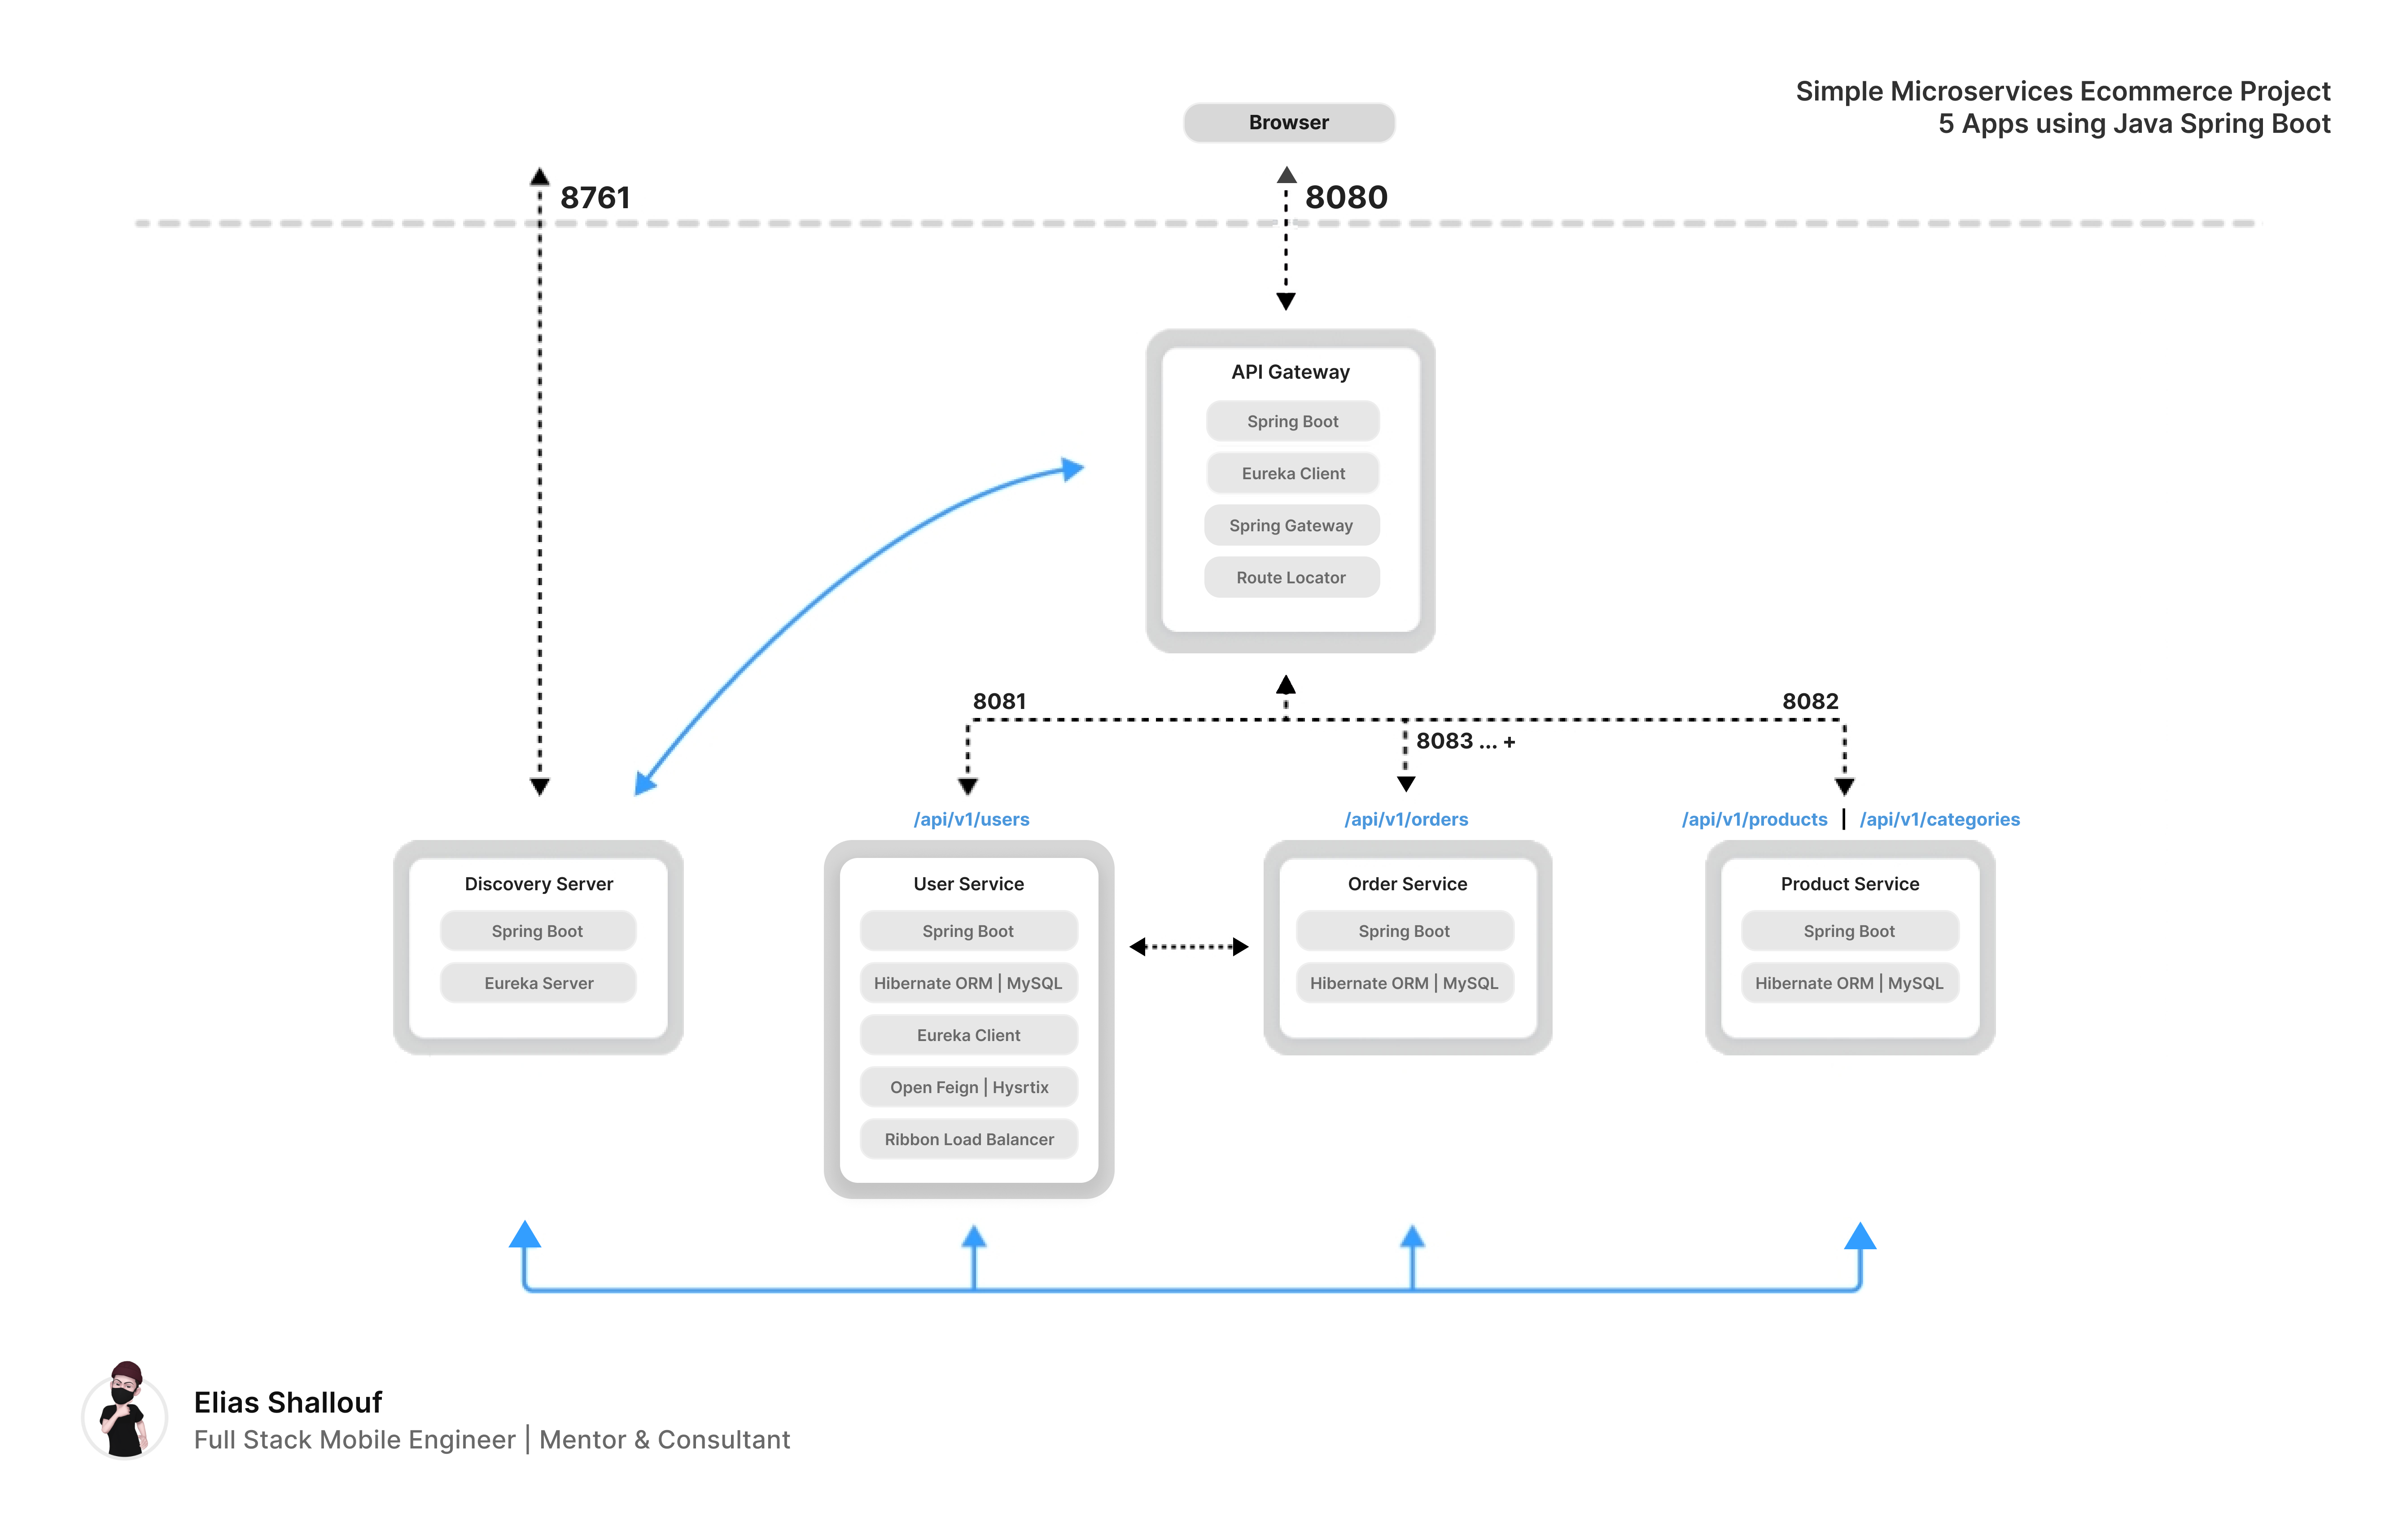 Simple Microservices Ecommerce Project
5 Apps using Java Spring Boot
Browser
8761
8080
API Gateway
Spring Boot
Eureka Client
Spring Gateway
Route Locator
8081
8082
8083 ... +
/api/v1/users
/api/v1/orders
/api/v1/products | /api/v1/categories
Discovery Server
Spring Boot
Eureka Server
User Service
Spring Boot
Hibernate ORM | MySQL
Eureka Client
Open Feign | Hysrtix
Ribbon Load Balancer
Order Service
Spring Boot
Hibernate ORM | MySQL
Product Service
Spring Boot
Hibernate ORM | MySQL
Elias Shallouf
Full Stack Mobile Engineer | Mentor & Consultant